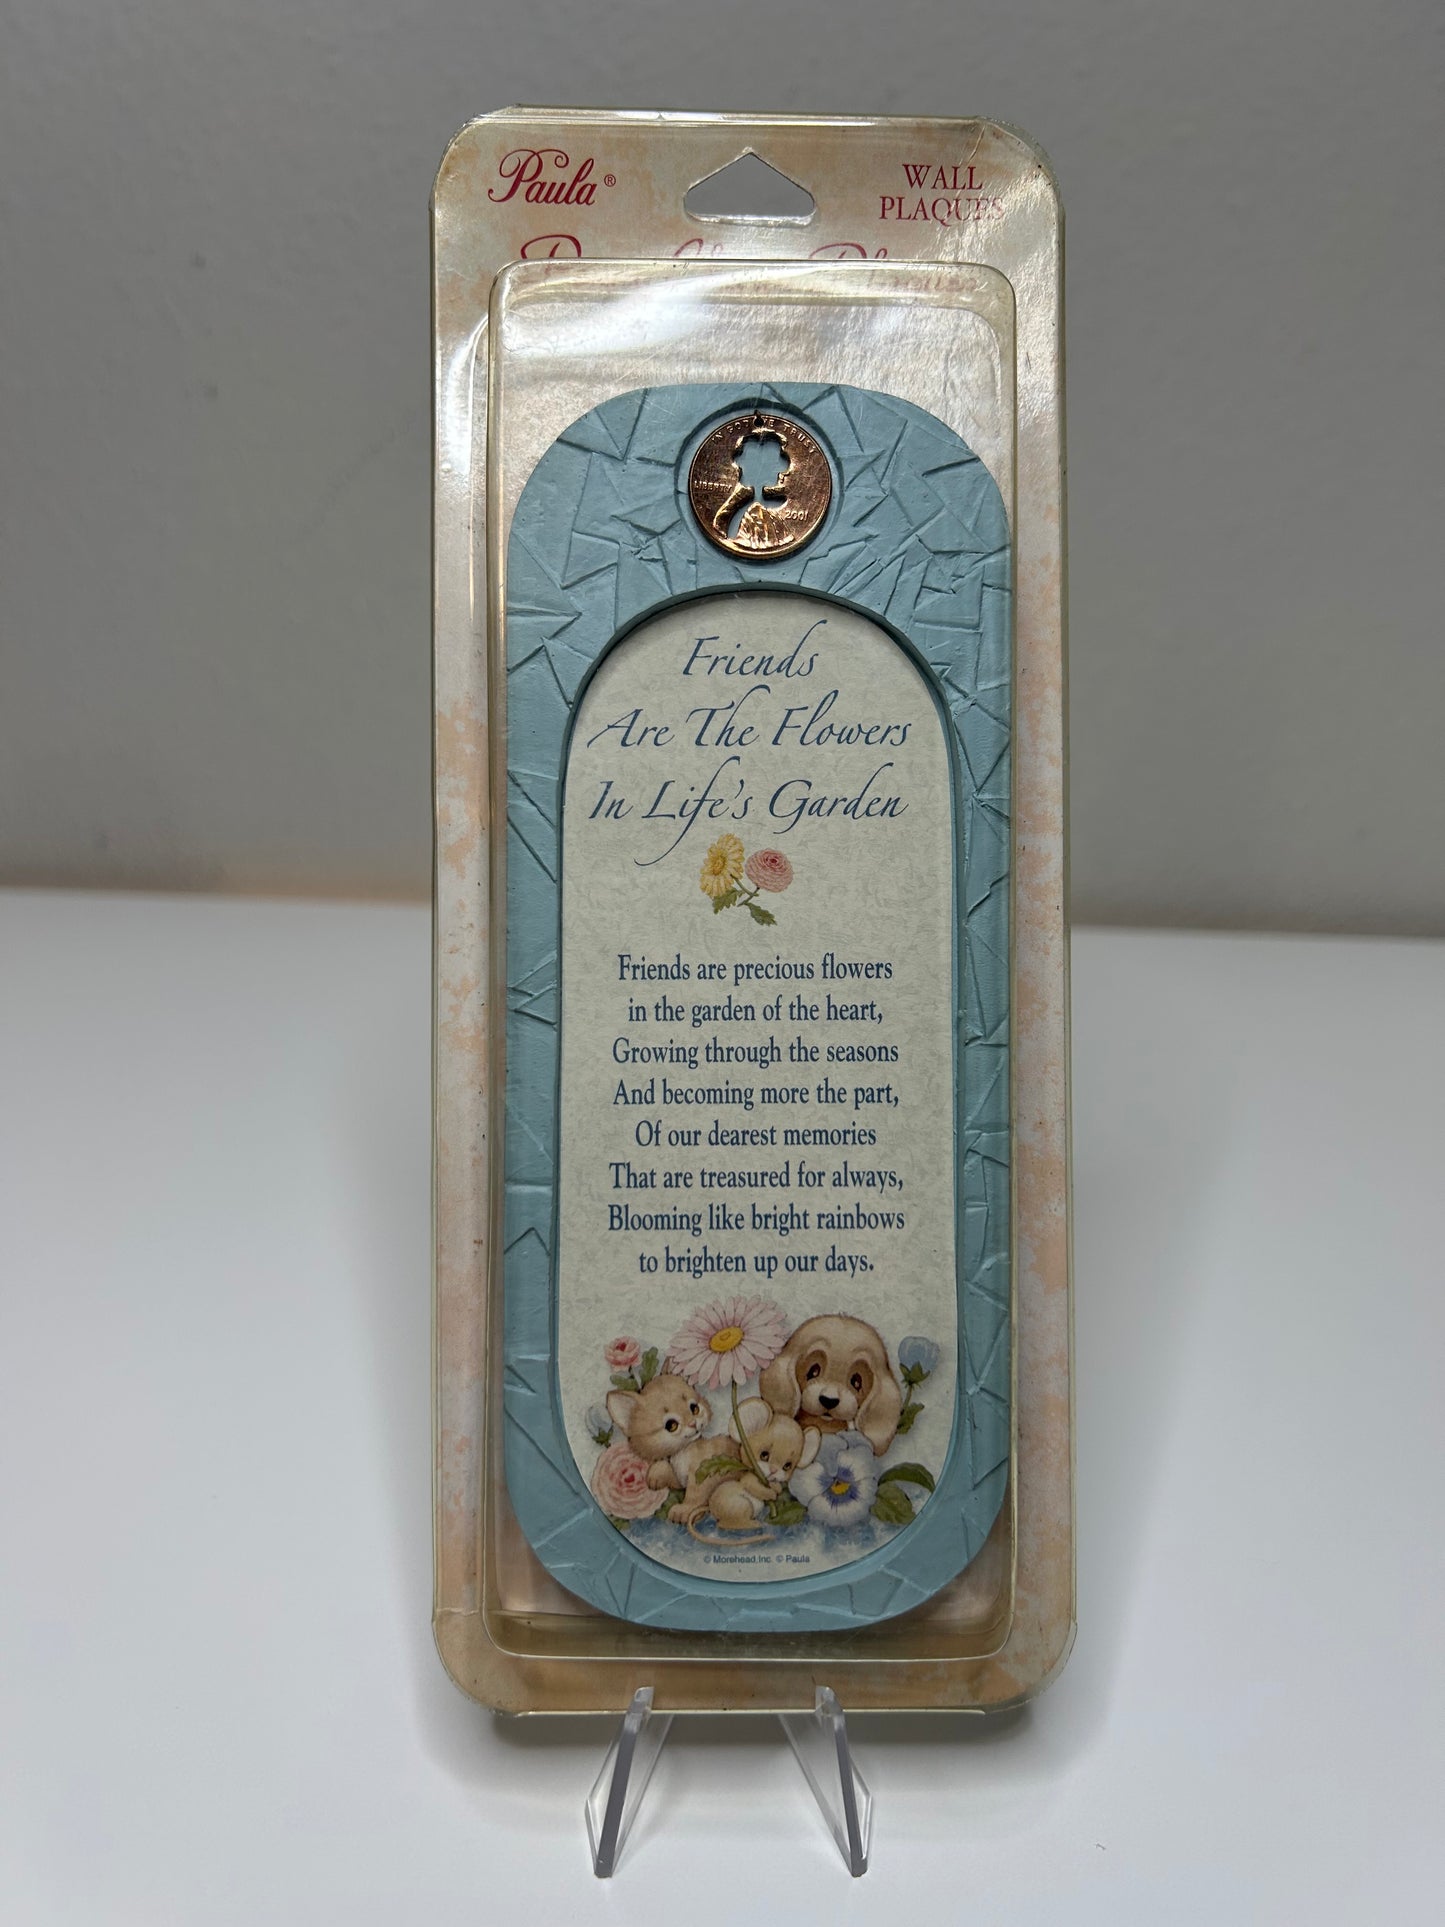 Paula®
WALL
PLAQUES
IN GOD WE TRUST
LIBERTY
2001
Friends
Are The Flowers
In Life's Garden
Friends are precious flowers
in the garden of the heart,
Growing through the seasons
And becoming more the part,
Of our dearest memories
That are treasured for always,
Blooming like bright rainbows
to brighten up our days.
© Morehead, Inc. © Paula